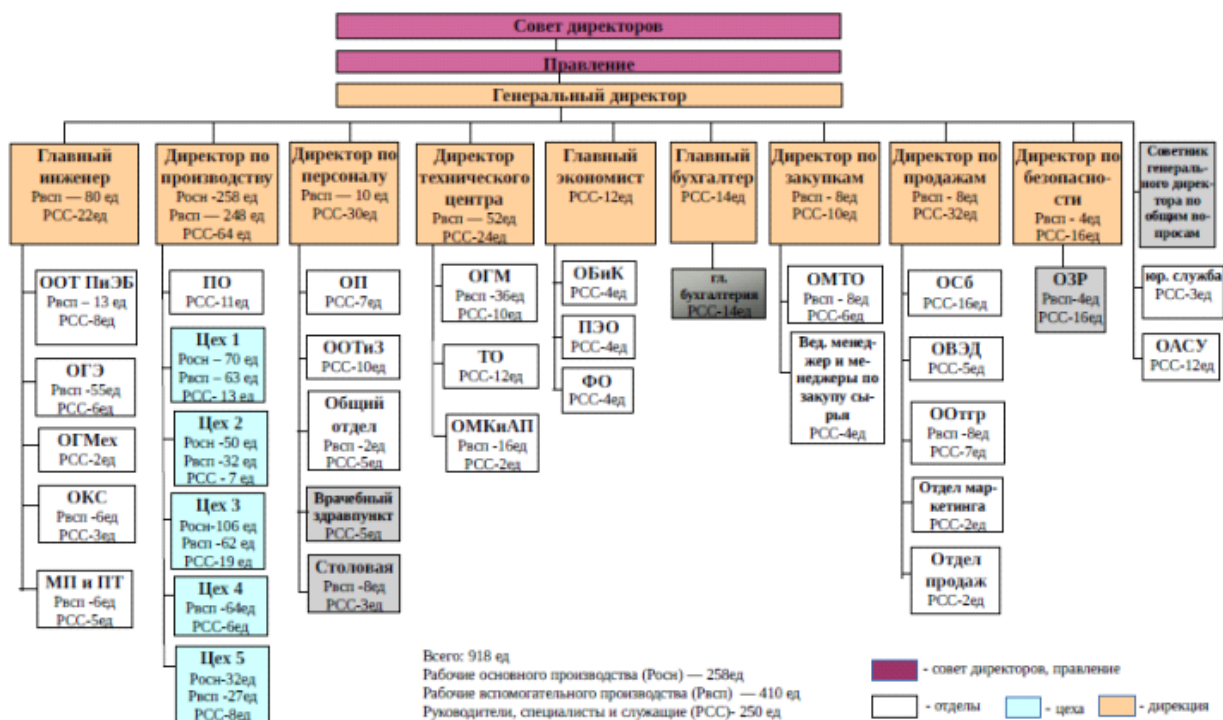 Совет директоров
Правление
Генеральный директор
Главный
инженер
Рвсп — 80 ед
РСС-22ед
Директор по
производству
Росн -258 ед
Рвсп — 248 ед
РСС-64 ед
Директор по
персоналу
Рвсп — 10 ед
РСС-30ед
Директор
технического
центра
Рвсп — 52ед
РСС-24ед
Главный
экономист
РСС-12ед
Главный
бухгалтер
РСС-14ед
Директор по
закупкам
Рвсп - 8ед
РСС-10ед
Директор по
продажам
Рвсп - 8ед
РСС-32ед
Директор по
безопасно-
сти
Рвсп - 4ед
РСС-16ед
Советник
генераль-
ного дирек-
тора по
общим воп-
росам
ООТ ПиЭБ
Рвсп – 13 ед
РСС-8ед
ОГЭ
Рвсп -55ед
РСС-6ед
ОГМех
РСС-2ед
ОКС
Рвсп -6ед
РСС-3ед
МП и ПТ
Рвсп -6ед
РСС-5ед
ПО
РСС-11ед
Цех 1
Росн – 70 ед
Рвсп – 63 ед
РСС- 13 ед
Цех 2
Росн -50 ед
Рвсп -32 ед
РСС - 7 ед
Цех 3
Росн-106 ед
Рвсп -62 ед
РСС-19 ед
Цех 4
Рвсп -64ед
РСС-6ед
Цех 5
Росн-32ед
Рвсп -27ед
РСС-8ед
ОП
РСС-7ед
ООТиЗ
РСС-10ед
Общий
отдел
Рвсп -2ед
РСС-5ед
Врачебный
здравпункт
РСС-5ед
Столовая
Рвсп -8ед
РСС-3ед
ОГМ
Рвсп -36ед
РСС-10ед
ТО
РСС-12ед
ОМКиАП
Рвсп -16ед
РСС-2ед
ОБиК
РСС-4ед
ПЭО
РСС-4ед
ФО
РСС-4ед
гл.
бухгалтерия
РСС-14ед
ОМТО
Рвсп - 8ед
РСС-6ед
Вед. менед-
жер и ме-
неджеры по
закупу сы-
рья
РСС-4ед
ОСб
РСС-16ед
ОВЭД
РСС-5ед
ООтгр
Рвсп -8ед
РСС-7ед
Отдел мар-
кетинга
РСС-2ед
Отдел
продаж
РСС-2ед
ОЗР
Рвсп-4ед
РСС-16ед
юр. служба
РСС-3ед
ОАСУ
РСС-12ед
Всего: 918 ед
Рабочие основного производства (Росн) — 258ед
Рабочие вспомогательного производства (Рвсп) — 410 ед
Руководители, специалисты и служащие (РСС)- 250 ед
- совет директоров, правление
- отделы
- цеха
- дирекция